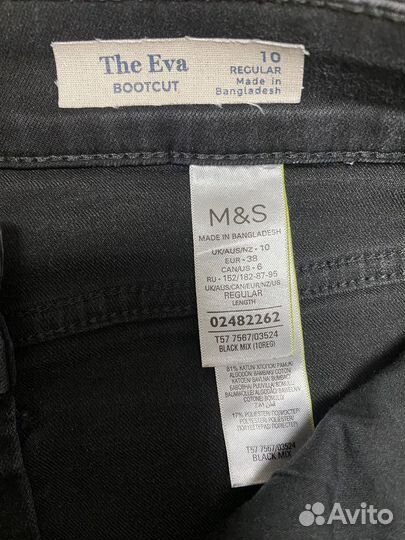 The Eva
BOOTCUT
10
REGULAR
Made in
Bangladesh
M&S
MADE IN BANGLADESH
UK/AUS/NZ - 10
EUR - 38
CAN/US - 6
RU - 152/182-87-95
UK/AUS/CAN/EUR/NZ/US
REGULAR
LENGTH
02482262
T57 7567/03524
BLACK MIX (10REG)
17% POLIESTER/ПОЛИЭСТЕР
T57 7567/03524
BLACK MIX
Avito